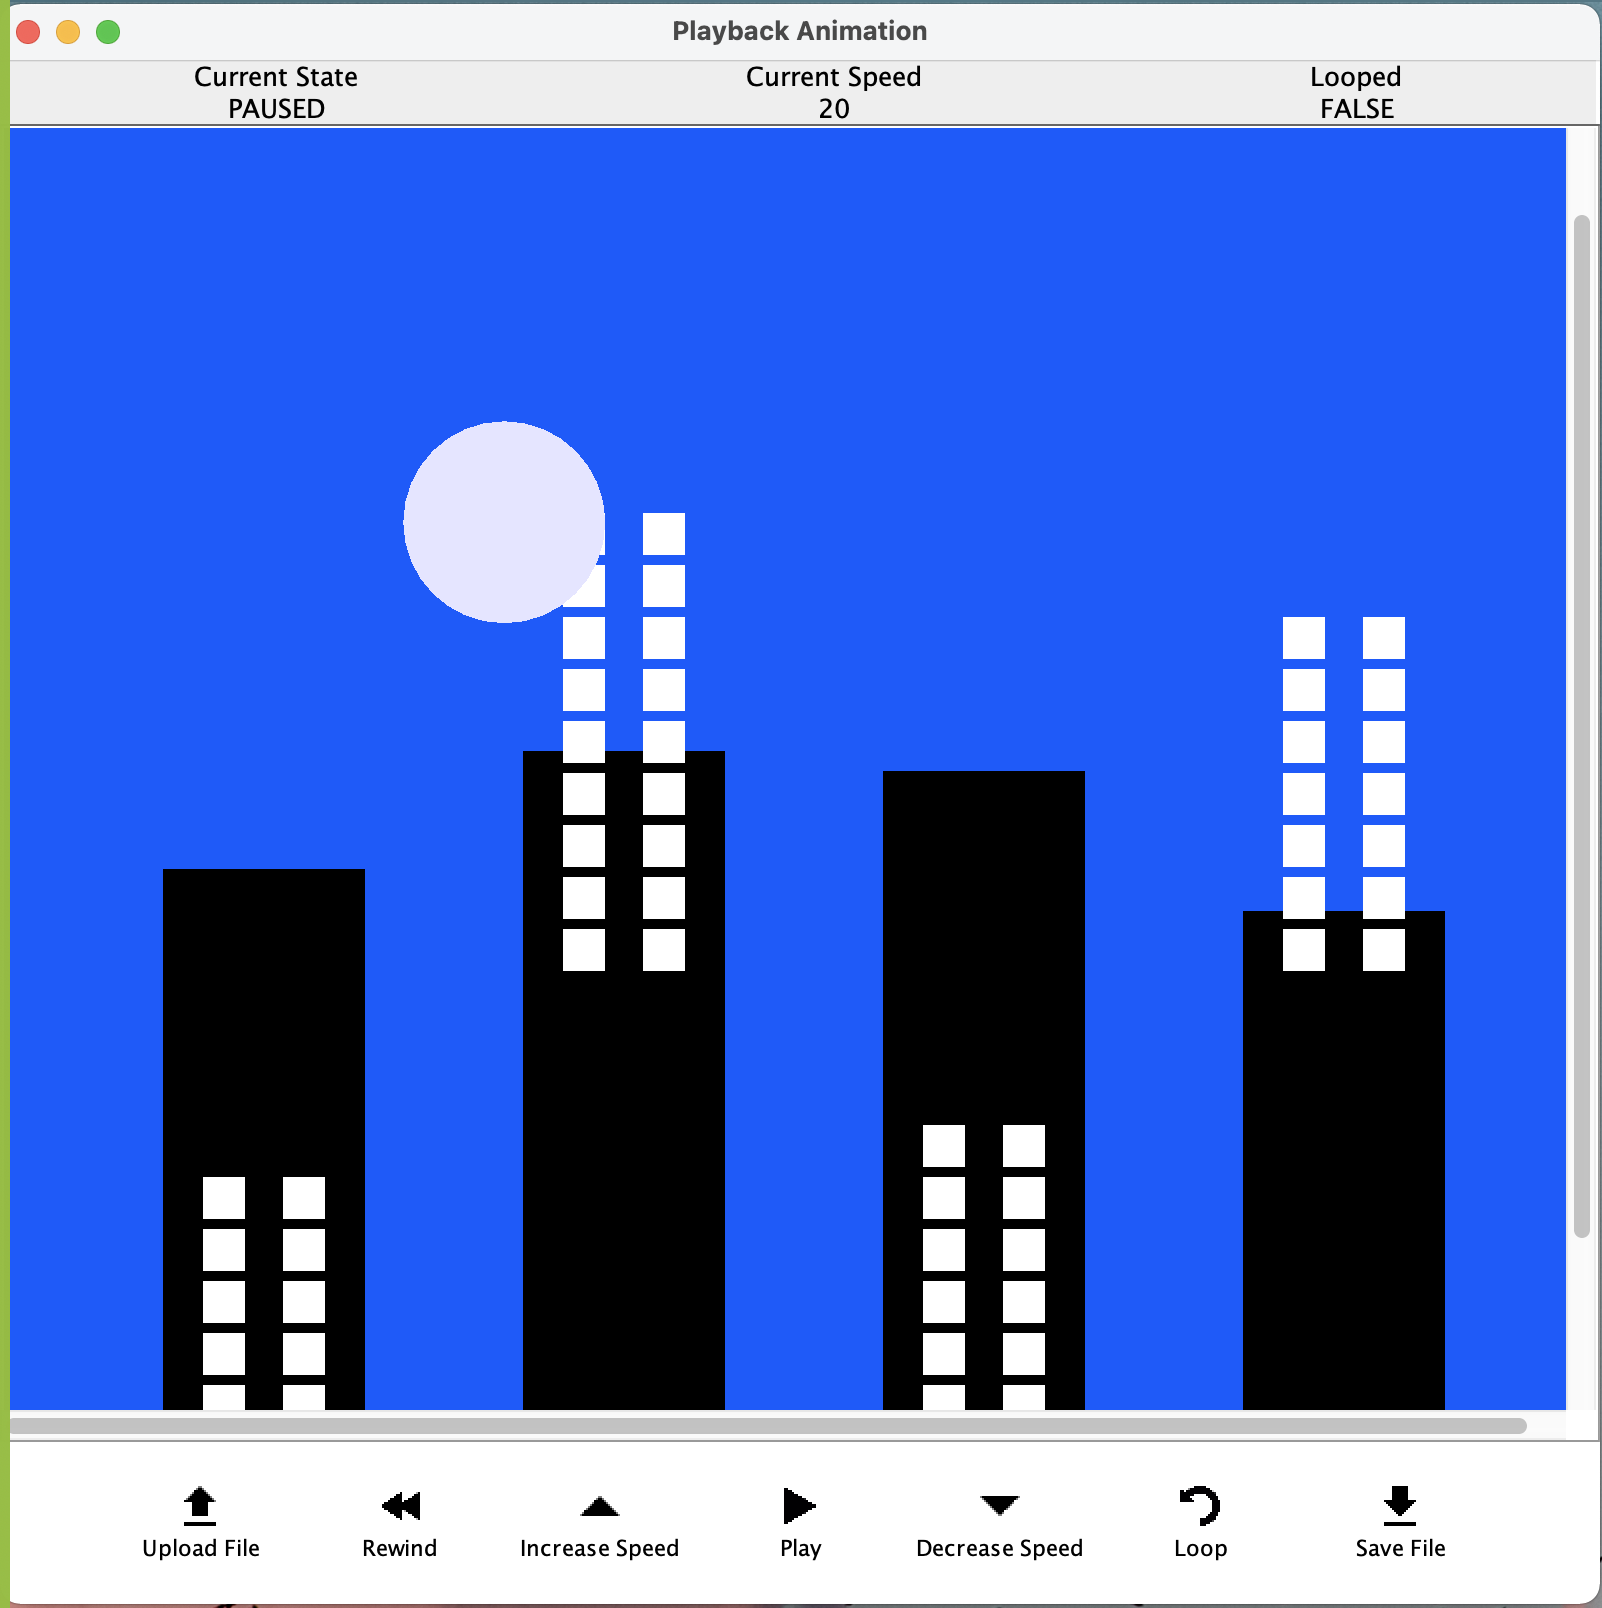 Playback Animation
Current State
PAUSED
Current Speed
20
Looped
FALSE
Upload File
Rewind
Increase Speed
Play
Decrease Speed
Loop
Save File